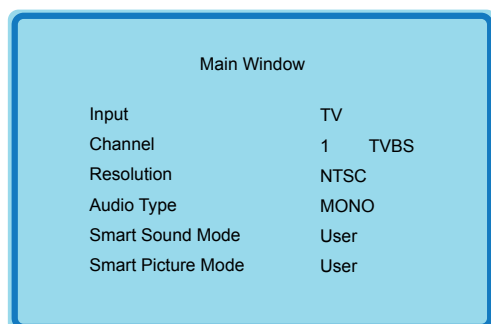 Main Window
Input TV
Channel 1 TVBS
Resolution NTSC
Audio Type MONO
Smart Sound Mode User
Smart Picture Mode User